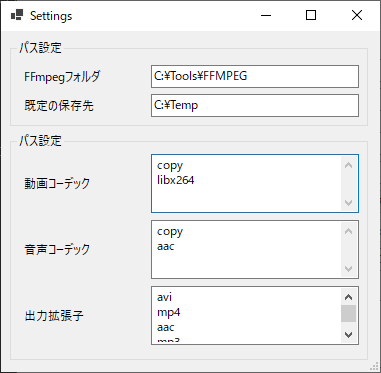 Settings
パス設定
FFmpegフォルダ
C:¥Tools¥FFMPEG
既定の保存先
C:¥Temp
パス設定
動画コーデック
copy
libx264
音声コーデック
copy
aac
出力拡張子
avi
mp4
aac
mp3